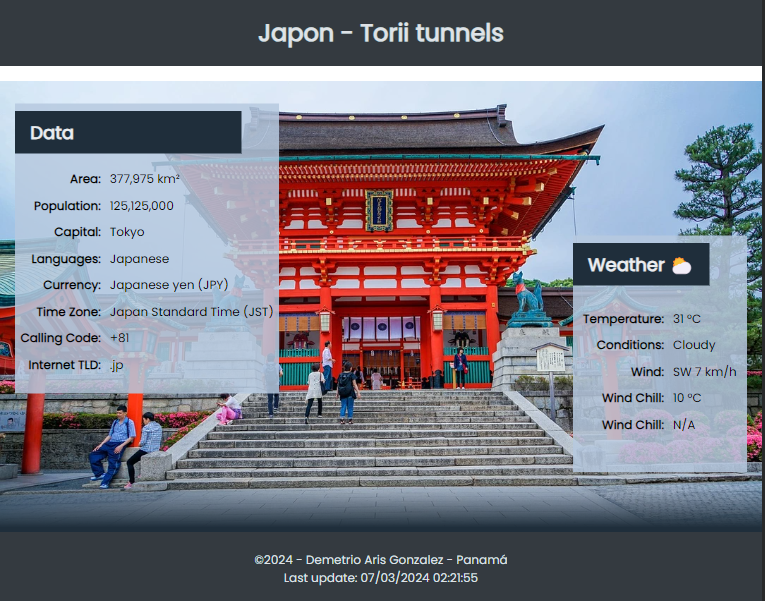 Japon - Torii tunnels
Data
Area: 377,975 km²
Population: 125,125,000
Capital: Tokyo
Languages: Japanese
Currency: Japanese yen (JPY)
Time Zone: Japan Standard Time (JST)
Calling Code: +81
Internet TLD: .jp
Weather
Temperature: 31 °C
Conditions: Cloudy
Wind: SW 7 km/h
Wind Chill: 10 °C
Wind Chill: N/A
©2024 - Demetrio Aris Gonzalez - Panamá
Last update: 07/03/2024 02:21:55